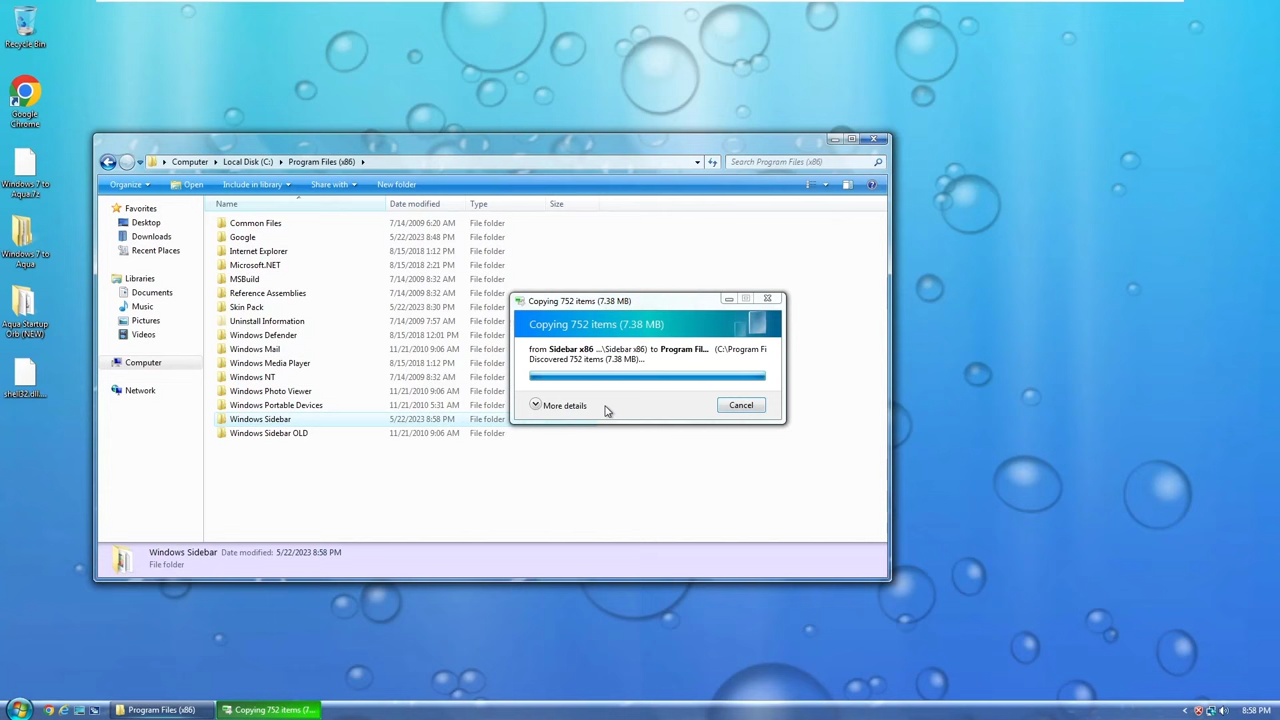 Recycle Bin
Google
Chrome
Windows 7 to
Aqua.7z
Windows 7 to
Aqua
Aqua Startup
Orb (NEW)
shell32.dll...
Computer
Local Disk (C:)
Program Files (x86)
Search Program Files (x86)
Organize
Open
Include in library
Share with
New folder
Name
Date modified
Type
Size
Favorites
Desktop
Downloads
Recent Places
Libraries
Documents
Music
Pictures
Videos
Computer
Network
Common Files 7/14/2009 6:20 AM File folder
Google 5/22/2023 8:48 PM File folder
Internet Explorer 8/15/2018 1:12 PM File folder
Microsoft.NET 8/15/2018 2:21 PM File folder
MSBuild 7/14/2009 8:32 AM File folder
Reference Assemblies 7/14/2009 8:32 AM File folder
Skin Pack 5/22/2023 8:30 PM File folder
Uninstall Information 7/14/2009 7:57 AM File folder
Windows Defender 8/15/2018 12:01 PM File folder
Windows Mail 11/21/2010 9:06 AM File folder
Windows Media Player 8/15/2018 1:12 PM File folder
Windows NT 7/14/2009 8:32 AM File folder
Windows Photo Viewer 11/21/2010 9:06 AM File folder
Windows Portable Devices 11/21/2010 5:31 AM File folder
Windows Sidebar 5/22/2023 8:58 PM File folder
Windows Sidebar OLD 11/21/2010 9:06 AM File folder
Copying 752 items (7.38 MB)
Copying 752 items (7.38 MB)
from Sidebar x86 ...\Sidebar x86) to Program Fil... (C:\Program Fi
Discovered 752 items (7.38 MB)...
More details
Cancel
Windows Sidebar Date modified: 5/22/2023 8:58 PM
File folder
Program Files (x86)
Copying 752 items (7...
8:58 PM